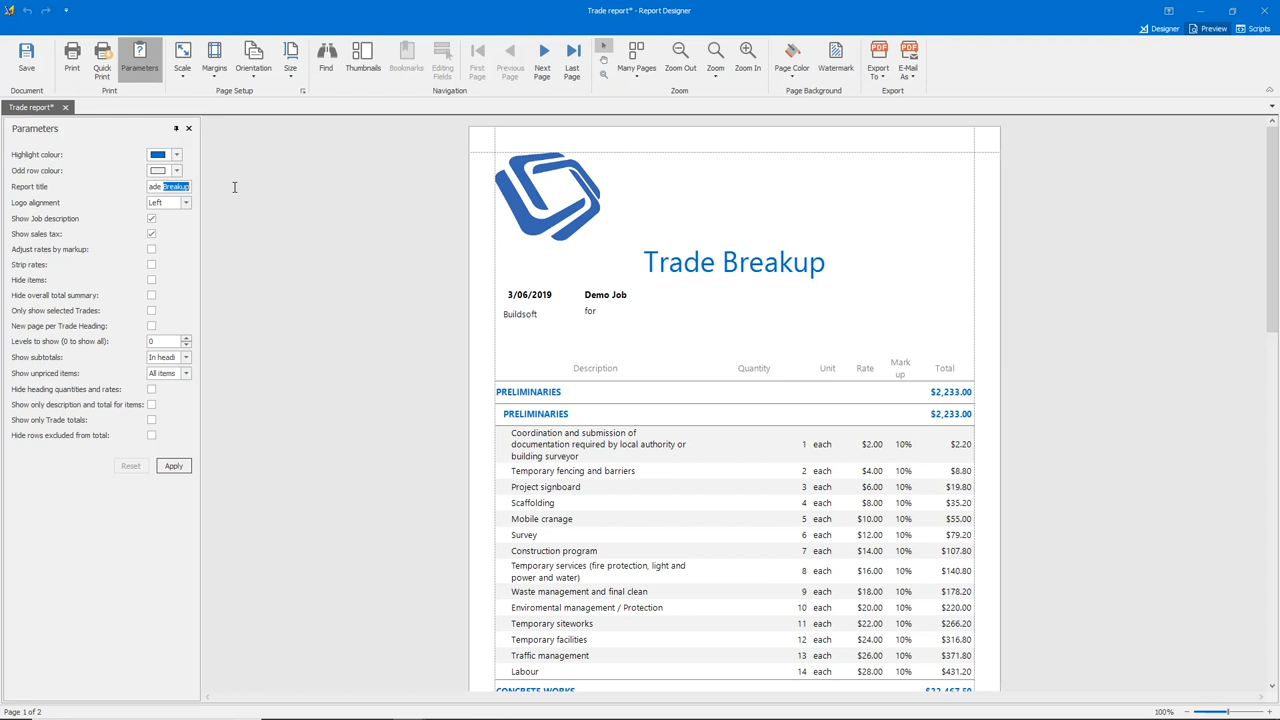 Trade report* - Report Designer
Designer Preview Scripts
Save Print Quick Print Parameters Scale Margins Orientation Size Find Thumbnails Bookmarks Editing Fields First Page Previous Page Next Page Last Page Many Pages Zoom Out Zoom Zoom In Page Color Watermark Export To E-Mail As
Document Print Page Setup Navigation Zoom Page Background Export
Trade report*
Parameters
Highlight colour:
Odd row colour:
Report title ade Breakup
Logo alignment Left
Show Job description
Show sales tax:
Adjust rates by markup:
Strip rates:
Hide items:
Hide overall total summary:
Only show selected Trades:
New page per Trade Heading:
Levels to show (0 to show all): 0
Show subtotals: In headi
Show unpriced items: All items
Hide heading quantities and rates:
Show only description and total for items:
Show only Trade totals:
Hide rows excluded from total:
Reset Apply
Trade Breakup
3/06/2019 Demo Job
Buildsoft for
Description Quantity Unit Rate Mark up Total
PRELIMINARIES $2,233.00
PRELIMINARIES $2,233.00
Coordination and submission of
documentation required by local authority or 1 each $2.00 10% $2.20
building surveyor
Temporary fencing and barriers 2 each $4.00 10% $8.80
Project signboard 3 each $6.00 10% $19.80
Scaffolding 4 each $8.00 10% $35.20
Mobile cranage 5 each $10.00 10% $55.00
Survey 6 each $12.00 10% $79.20
Construction program 7 each $14.00 10% $107.80
Temporary services (fire protection, light and 8 each $16.00 10% $140.80
power and water)
Waste management and final clean 9 each $18.00 10% $178.20
Enviromental management / Protection 10 each $20.00 10% $220.00
Temporary siteworks 11 each $22.00 10% $266.20
Temporary facilities 12 each $24.00 10% $316.80
Traffic management 13 each $26.00 10% $371.80
Labour 14 each $28.00 10% $431.20
CONCRETE WORKS $22,467.50
Page 1 of 2 100%